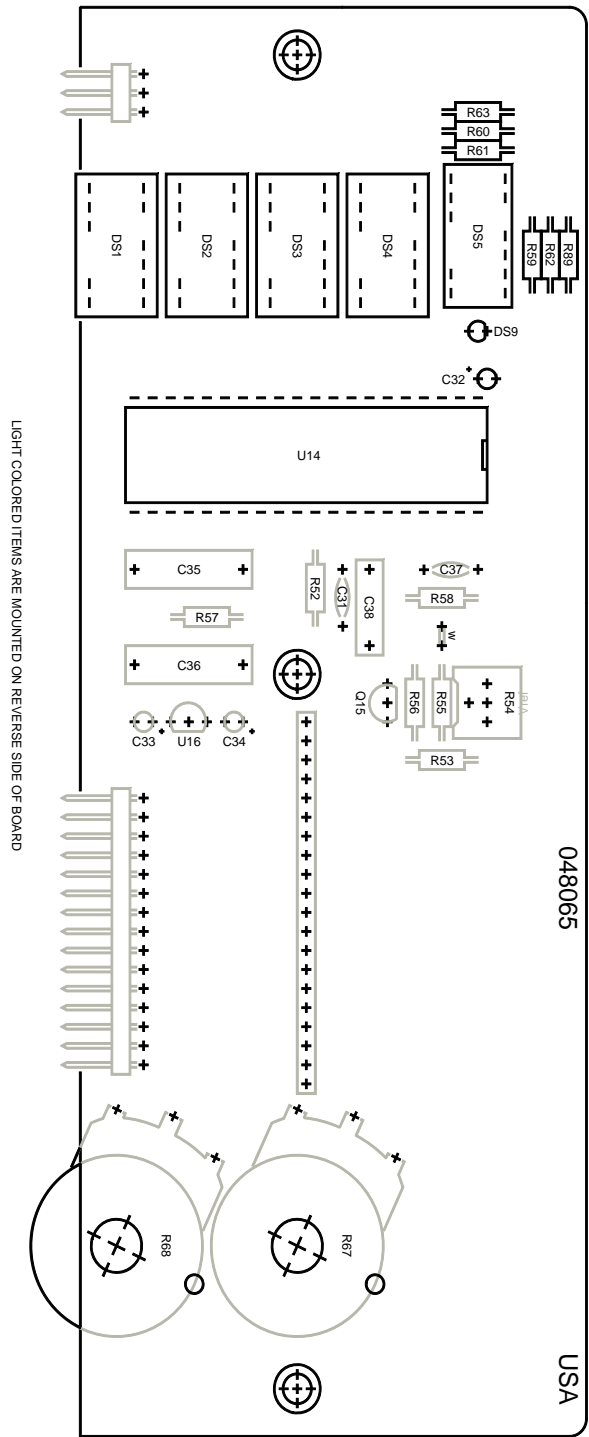 R63
R60
R61
DS1
DS2
DS3
DS4
DS5
R59
R62
R89
DS9
C32
U14
C35
R52
C31
C38
C37
R58
R57
W
C36
Q15
R56
R55
R54
C33
U16
C34
R53
LIGHT COLORED ITEMS ARE MOUNTED ON REVERSE SIDE OF BOARD
048065
R68
R67
USA